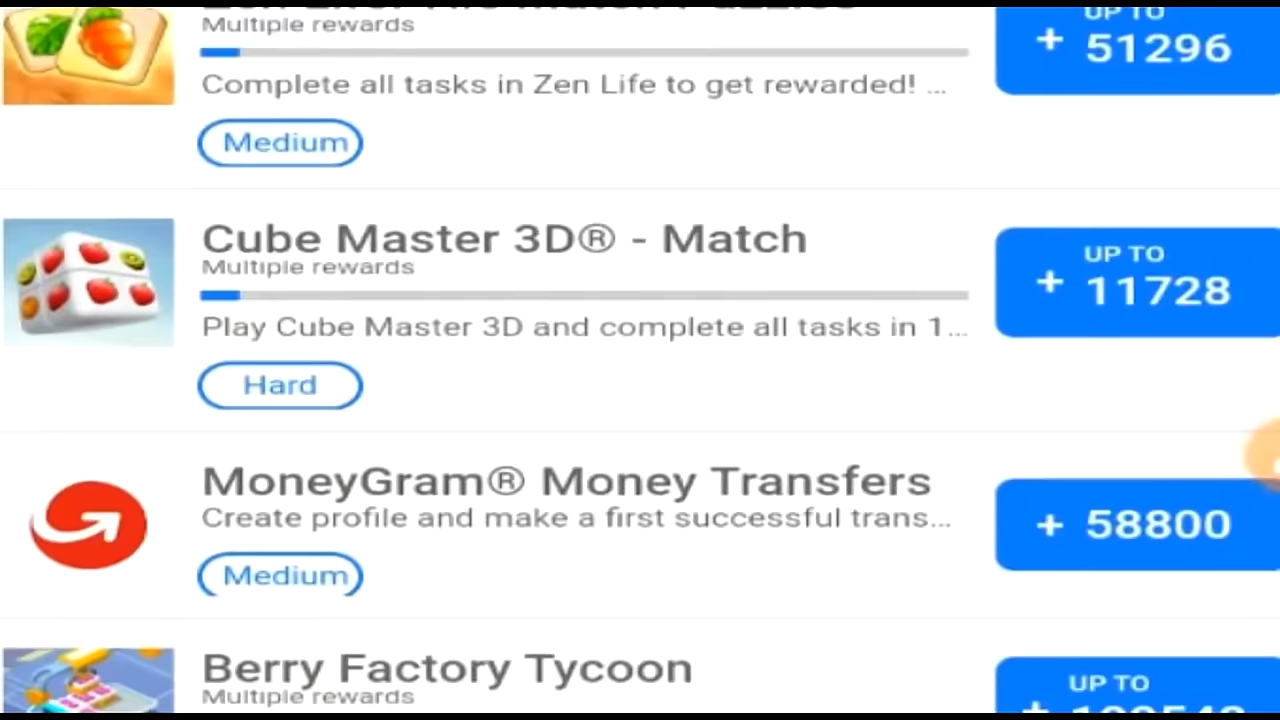 Multiple rewards
UP TO
+ 51296
Complete all tasks in Zen Life to get rewarded! ...
Medium
Cube Master 3D® - Match
Multiple rewards
UP TO
+ 11728
Play Cube Master 3D and complete all tasks in 1...
Hard
MoneyGram® Money Transfers
Create profile and make a first successful trans...
+ 58800
Medium
Berry Factory Tycoon
Multiple rewards
UP TO
+